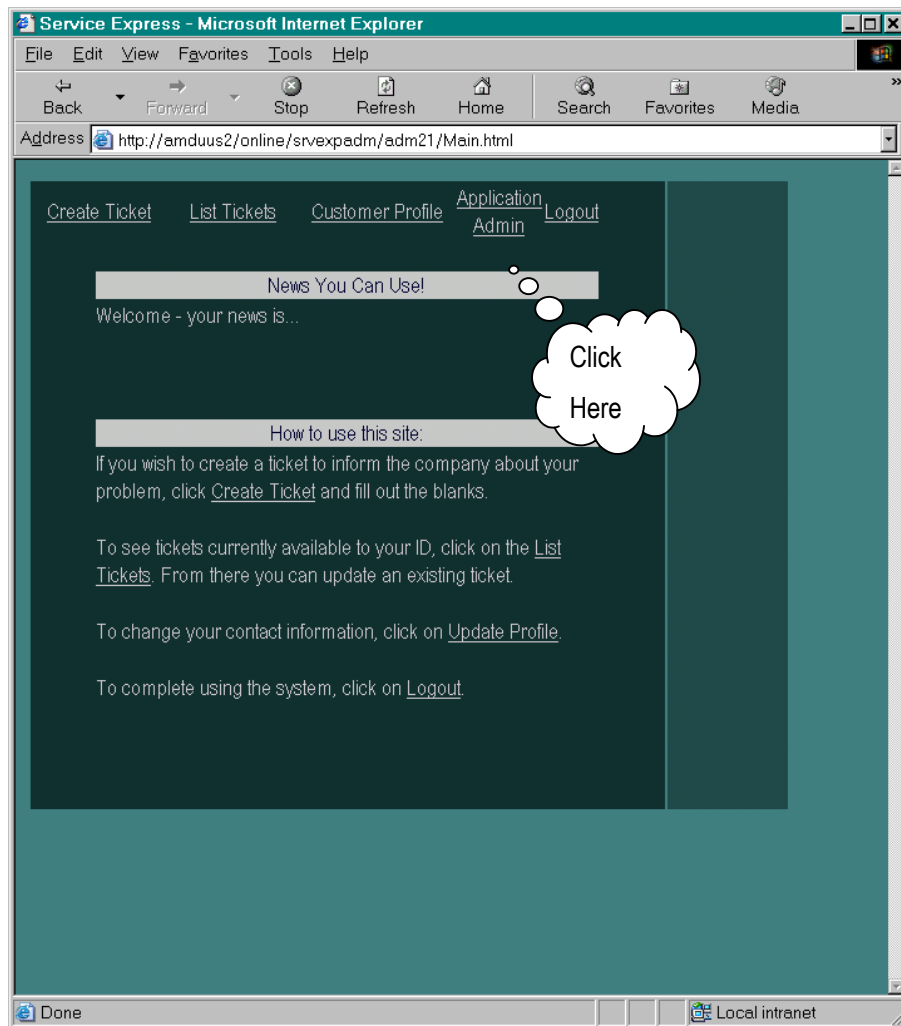 Service Express - Microsoft Internet Explorer
File Edit View Favorites Tools Help
Back Forward Stop Refresh Home Search Favorites Media »
Address http://amduus2/online/srvexpadm/adm21/Main.html
Create Ticket List Tickets Customer Profile Application Admin Logout
News You Can Use!
Welcome - your news is...
Click
Here
How to use this site:
If you wish to create a ticket to inform the company about your
problem, click Create Ticket and fill out the blanks.
To see tickets currently available to your ID, click on the List
Tickets. From there you can update an existing ticket.
To change your contact information, click on Update Profile.
To complete using the system, click on Logout.
Done Local intranet